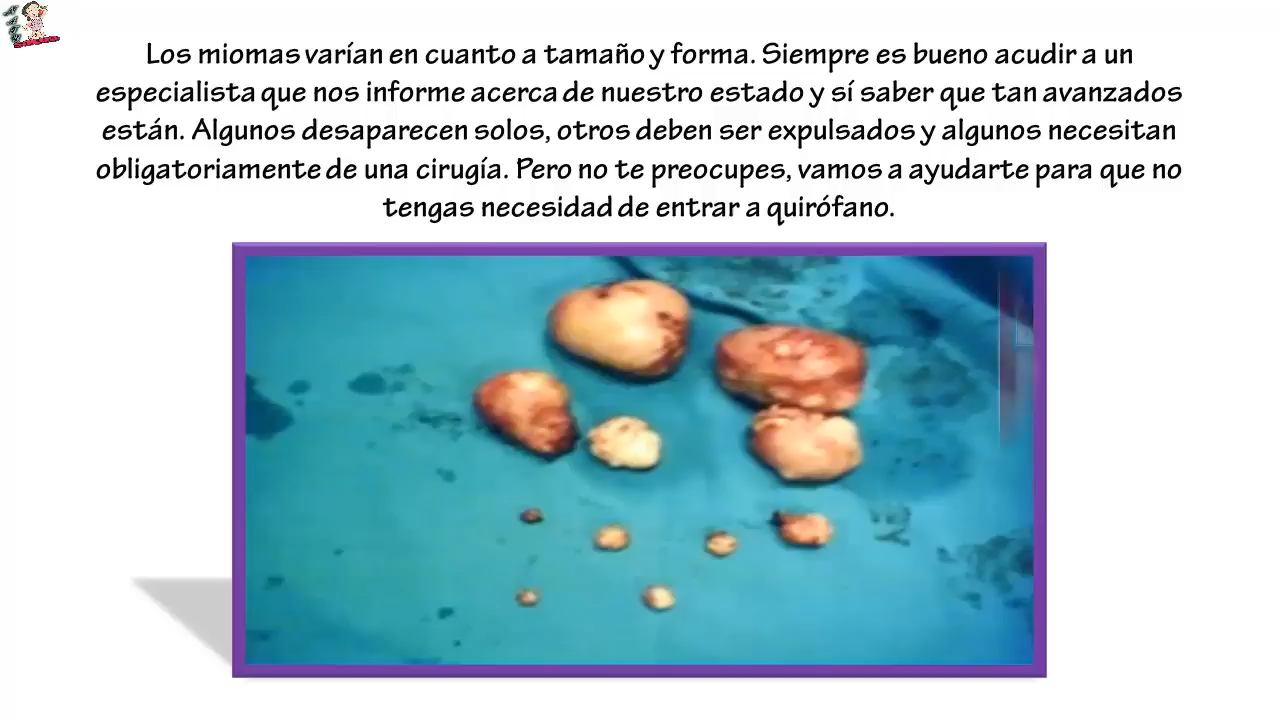 Los miomas varían en cuanto a tamaño y forma. Siempre es bueno acudir a un
especialista que nos informe acerca de nuestro estado y sí saber que tan avanzados
están. Algunos desaparecen solos, otros deben ser expulsados y algunos necesitan
obligatoriamente de una cirugía. Pero no te preocupes, vamos a ayudarte para que no
tengas necesidad de entrar a quirófano.